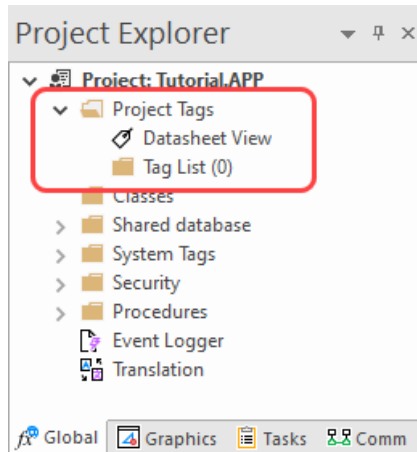 Project Explorer
Project: Tutorial.APP
Project Tags
Datasheet View
Tag List (0)
Classes
Shared database
System Tags
Security
Procedures
Event Logger
Translation
Global Graphics Tasks Comm